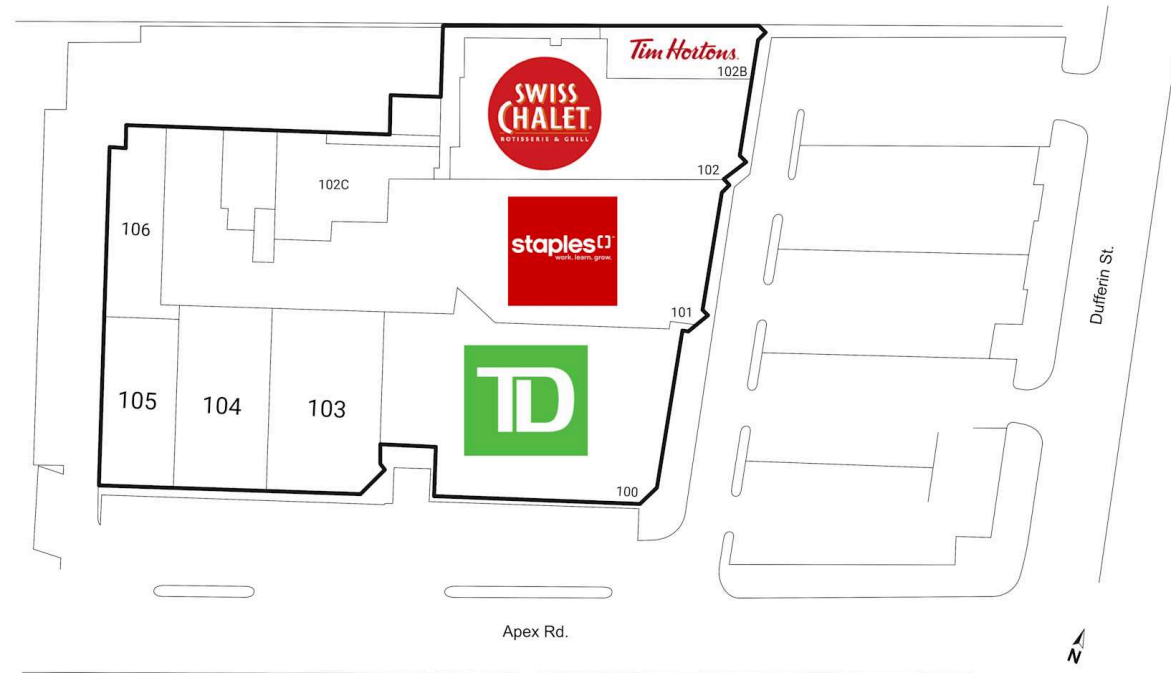 Tim Hortons.
102B
SWISS
CHALET.
ROTISSERIE & GRILL
102
102C
106
staples
work. learn. grow.
101
Dufferin St.
TD
105
104
103
100
Apex Rd.
N